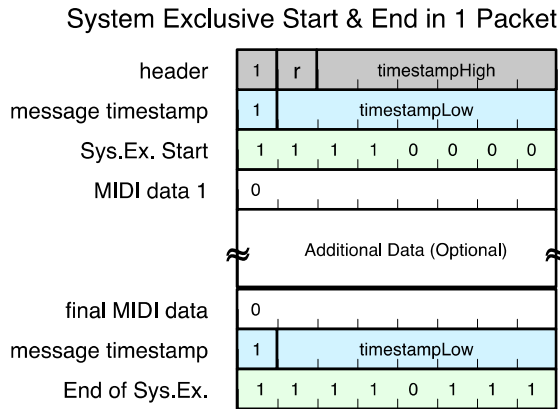 System Exclusive Start & End in 1 Packet
header 1 r timestampHigh
message timestamp 1 timestampLow
Sys.Ex. Start 1 1 1 1 0 0 0 0
MIDI data 1 0
≈ Additional Data (Optional) ≈
final MIDI data 0
message timestamp 1 timestampLow
End of Sys.Ex. 1 1 1 1 0 1 1 1